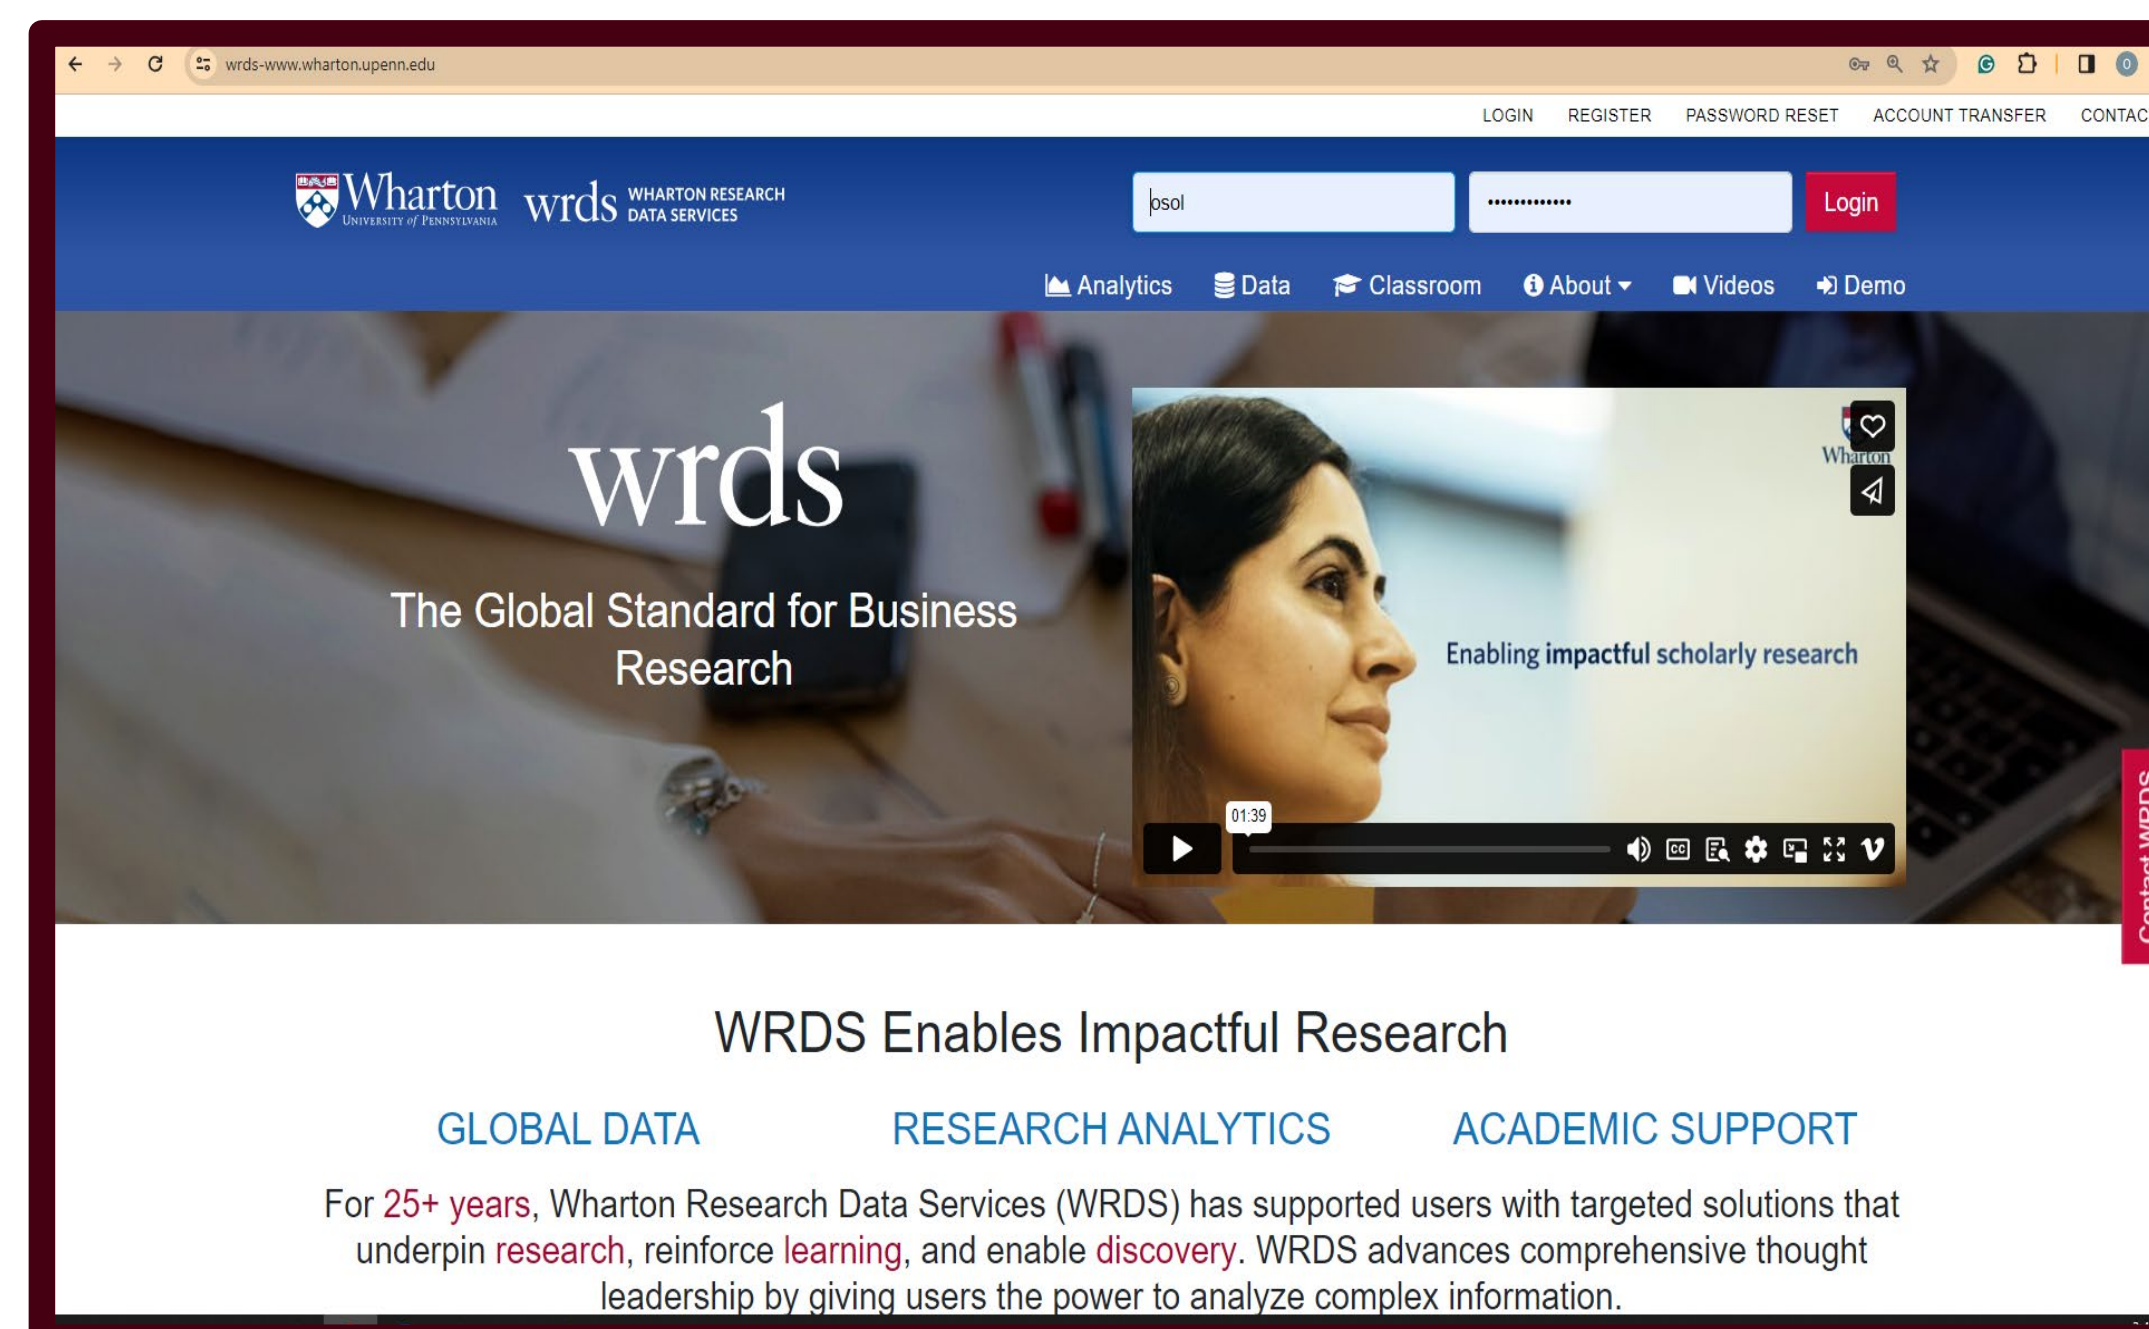 wrds-www.wharton.upenn.edu
LOGIN REGISTER PASSWORD RESET ACCOUNT TRANSFER CONTAC
Wharton
UNIVERSITY of PENNSYLVANIA
wrds WHARTON RESEARCH
DATA SERVICES
osol ••••••••••••• Login
Analytics Data Classroom About Videos Demo
wrds
The Global Standard for Business
Research
Wharton
Enabling impactful scholarly research
01:39
CC
Contact WRDS
WRDS Enables Impactful Research
GLOBAL DATA RESEARCH ANALYTICS ACADEMIC SUPPORT
For 25+ years, Wharton Research Data Services (WRDS) has supported users with targeted solutions that
underpin research, reinforce learning, and enable discovery. WRDS advances comprehensive thought
leadership by giving users the power to analyze complex information.